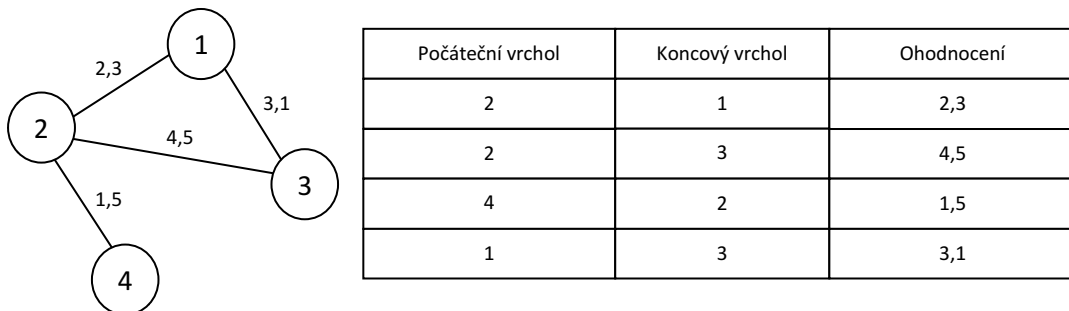 1
2,3
3,1
2
4,5
3
1,5
4
Počáteční vrchol Koncový vrchol Ohodnocení
2 1 2,3
2 3 4,5
4 2 1,5
1 3 3,1